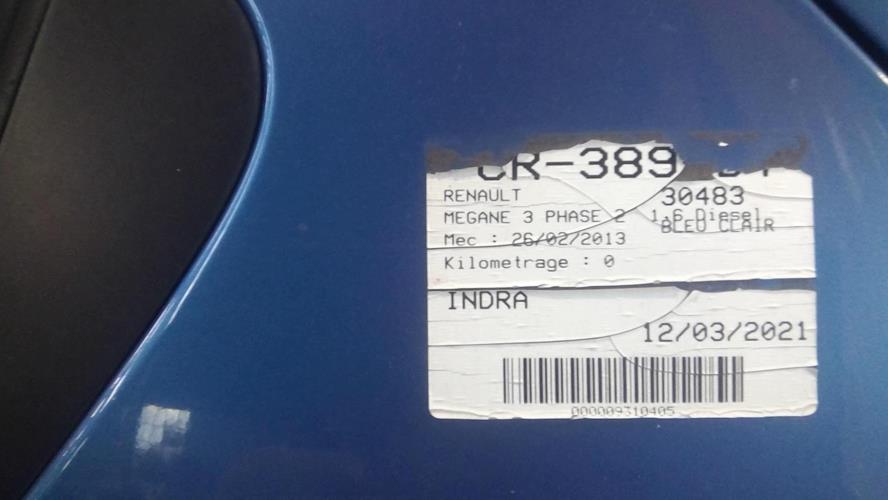 CR-389
RENAULT 30483
MEGANE 3 PHASE 2 1.6 Diesel
BLEU CLAIR
Mec : 26/02/2013
Kilometrage : 0
INDRA
12/03/2021
000009310405